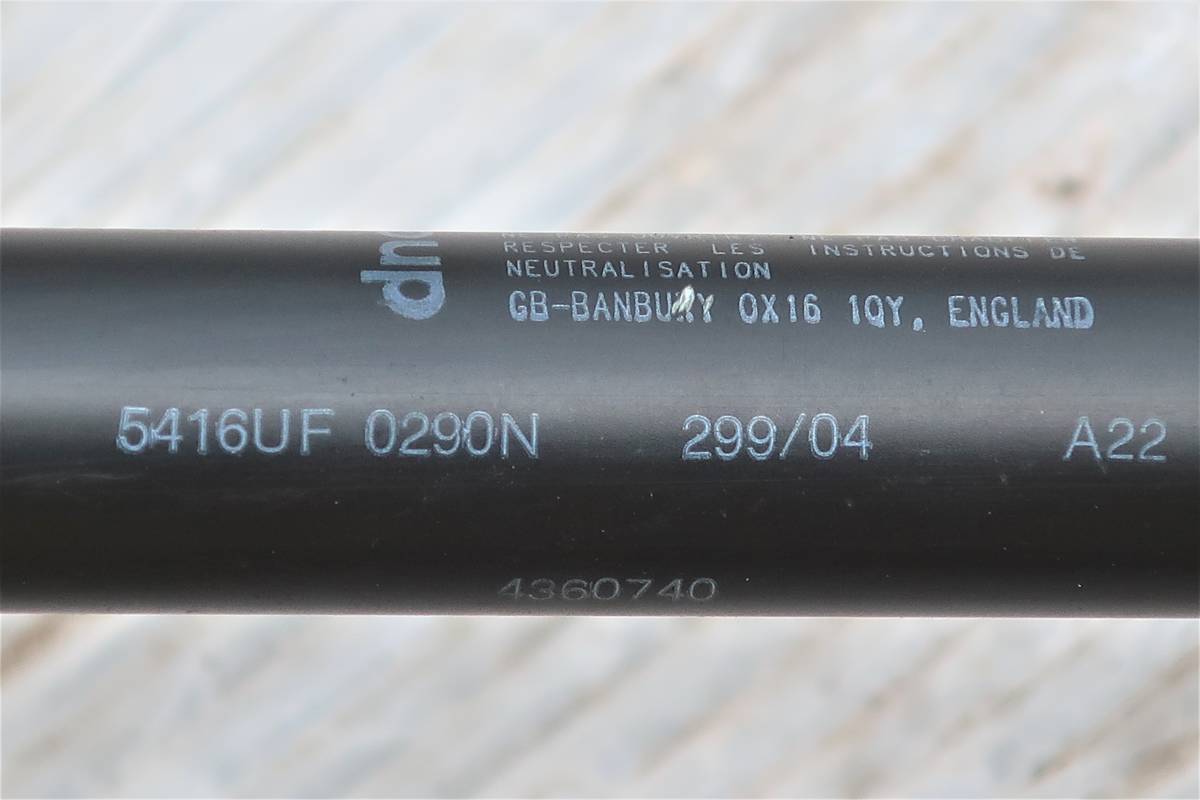 RESPECTER LES INSTRUCTIONS DE
NEUTRALISATION
GB-BANBURY OX16 1QY, ENGLAND
5416UF 0290N 299/04 A22
4360740